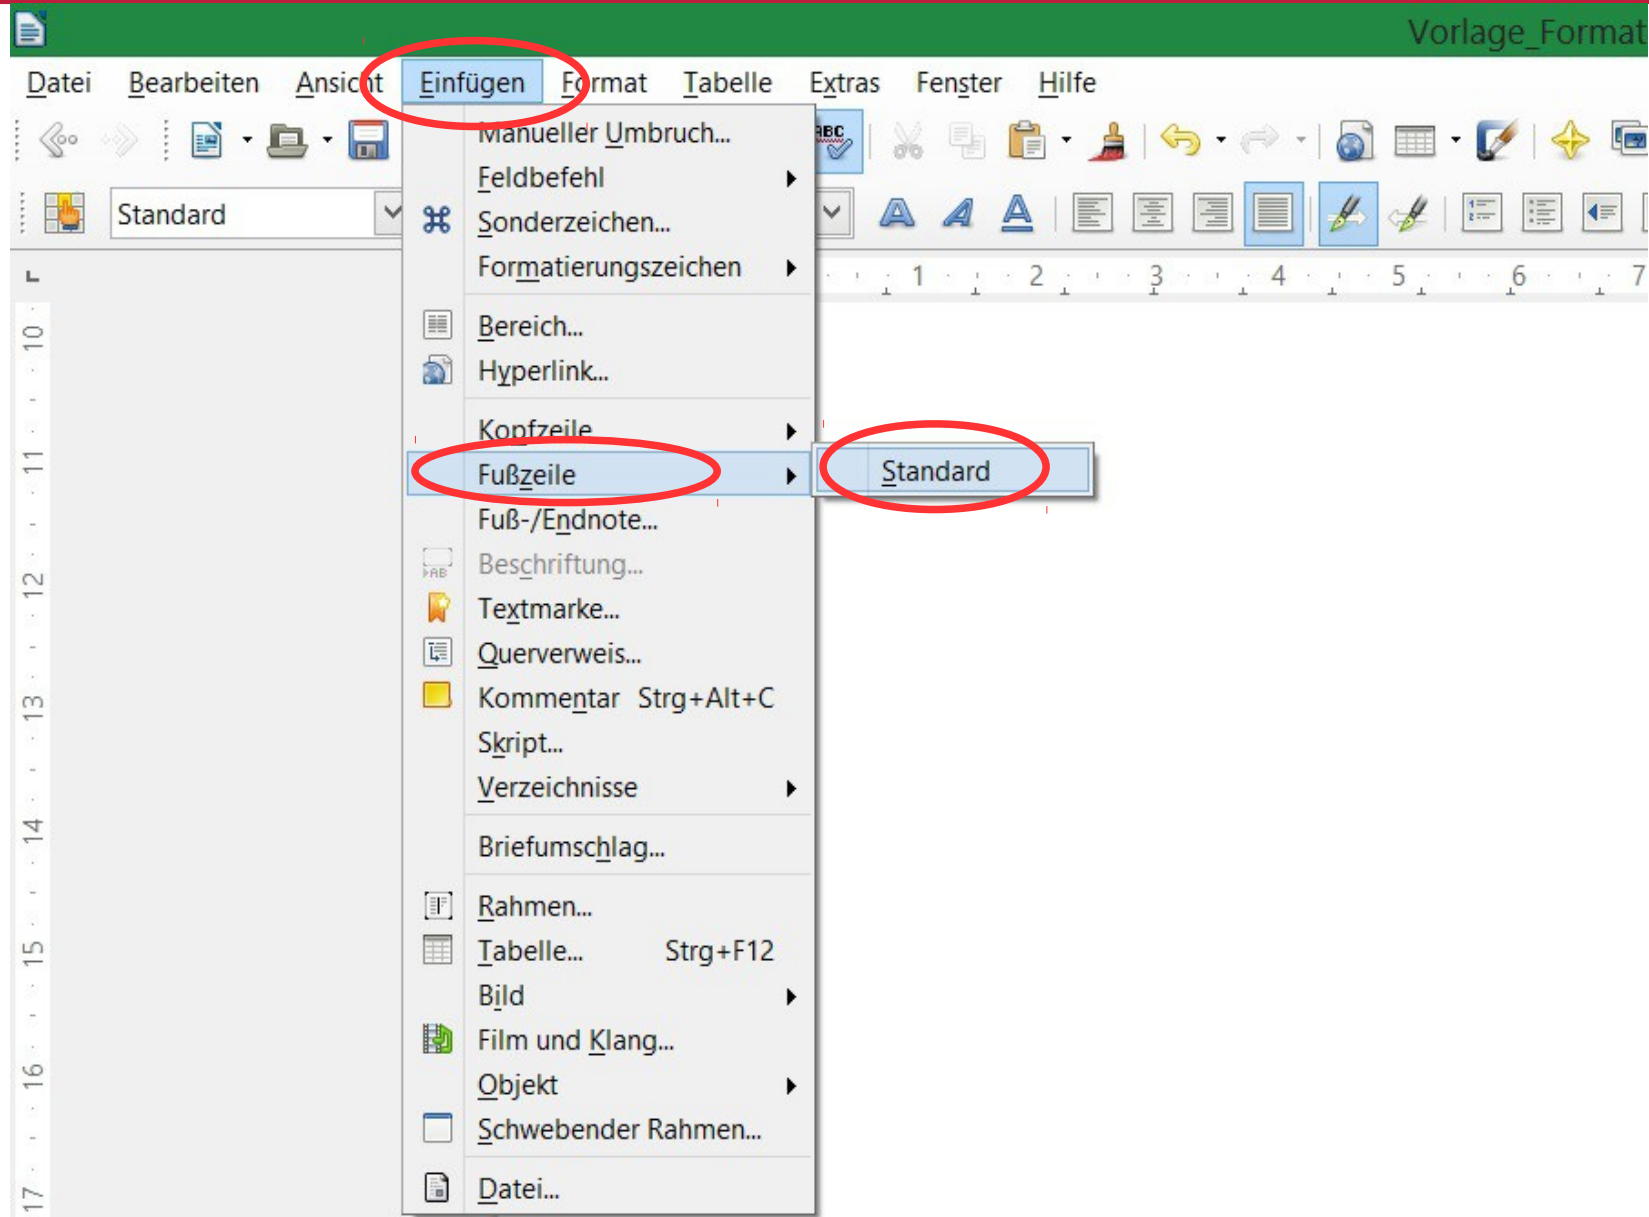 Vorlage_Format
Datei Bearbeiten Ansicht Einfügen Format Tabelle Extras Fenster Hilfe
Manueller Umbruch...
ABC
Feldbefehl
Standard
Sonderzeichen...
Formatierungszeichen
1 2 3 4 5 6 7
Bereich...
10
Hyperlink...
Kopfzeile
11
Fußzeile
Standard
Fuß-/Endnote...
Beschriftung...
AB
12
Textmarke...
Querverweis...
Kommentar Strg+Alt+C
13
Skript...
Verzeichnisse
14
Briefumschlag...
Rahmen...
15
Tabelle... Strg+F12
Bild
Film und Klang...
16
Objekt
Schwebender Rahmen...
17
Datei...